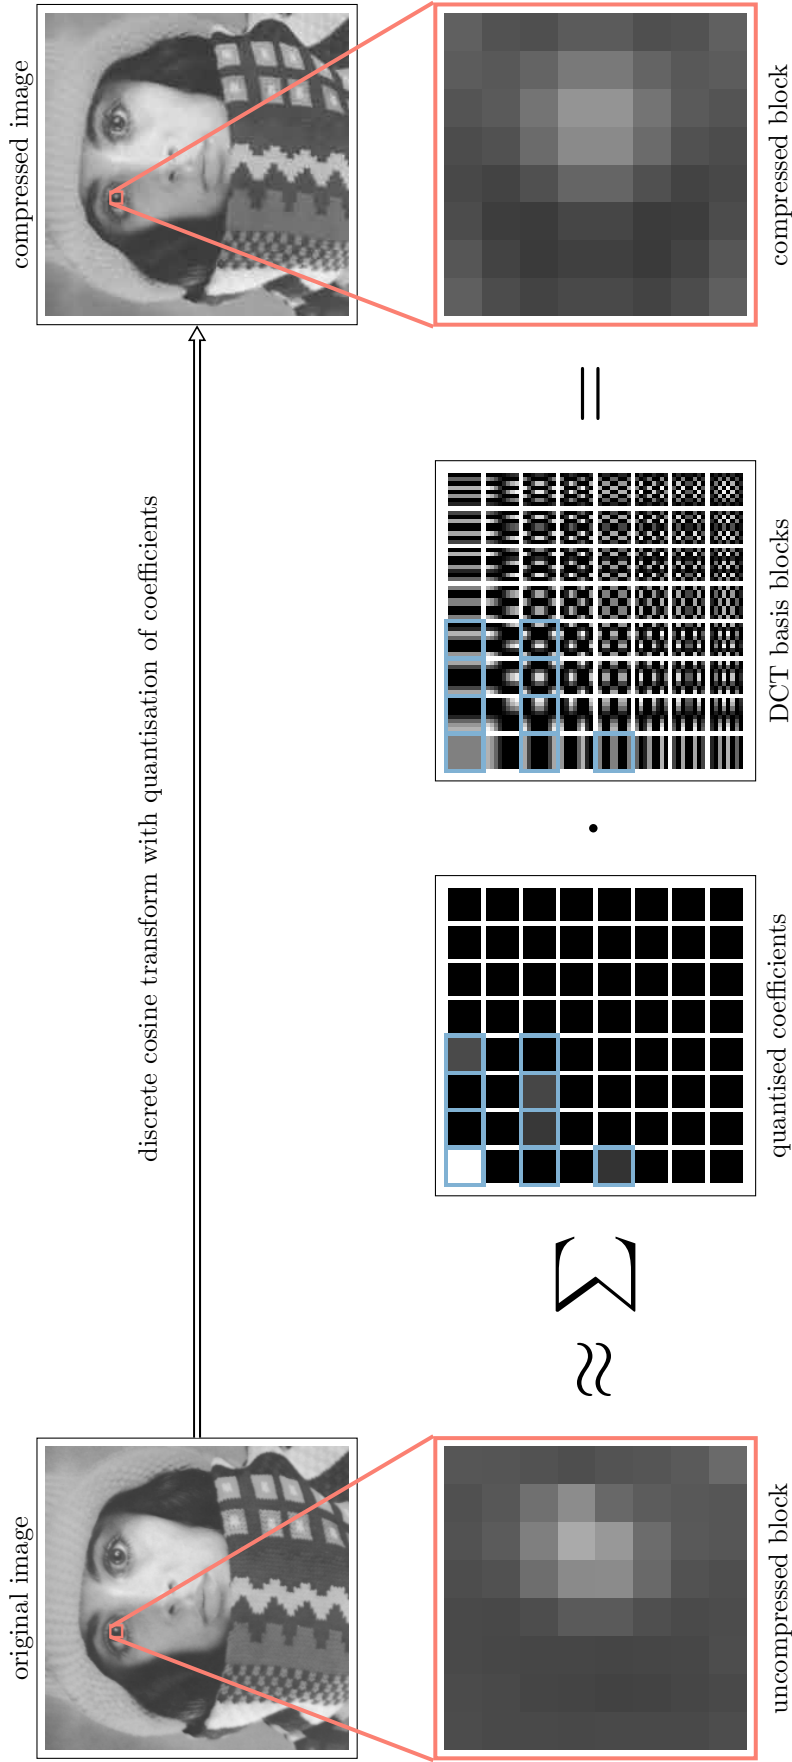 original image
discrete cosine transform with quantisation of coefficients
compressed image
≈
∑
·
=
uncompressed block
quantised coefficients
DCT basis blocks
compressed block